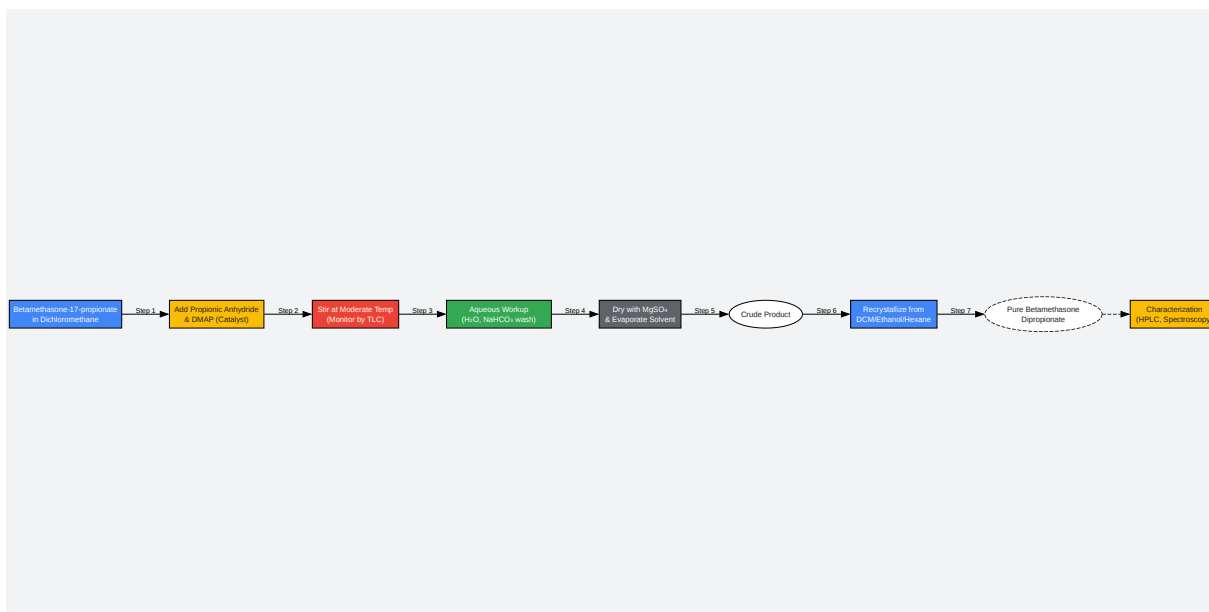 Betamethasone-17-propionate
in Dichloromethane
Step 1
Add Propionic Anhydride
& DMAP (Catalyst)
Step 2
Stir at Moderate Temp
(Monitor by TLC)
Step 3
Aqueous Workup
(H₂O, NaHCO₃ wash)
Step 4
Dry with MgSO₄
& Evaporate Solvent
Step 5
Crude Product
Step 6
Recrystallize from
DCM/Ethanol/Hexane
Step 7
Pure Betamethasone
Dipropionate
Characterization
(HPLC, Spectroscopy